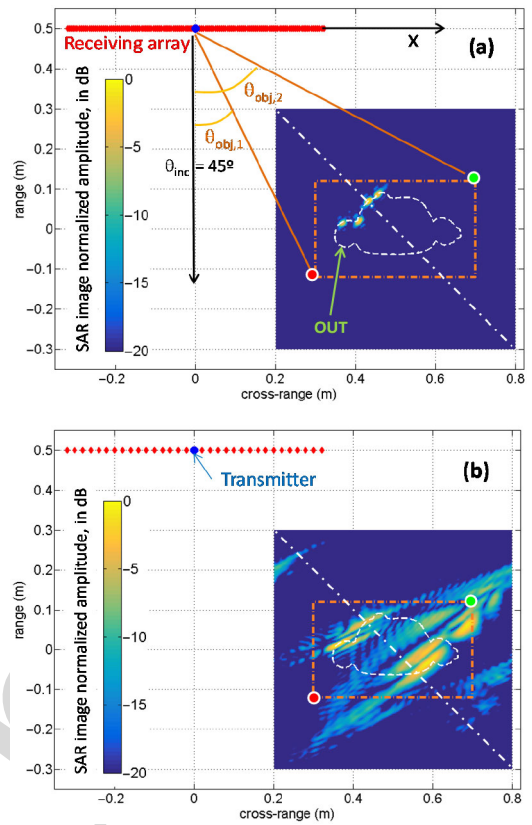 0.5
0.4
0.3
0.2
0.1
0
−0.1
−0.2
−0.3
range (m)
Receiving array
X
(a)
SAR image normalized amplitude, in dB
0
−5
−10
−15
−20
θobj,2
θobj,1
θinc = 45º
OUT
−0.2
0
0.2
0.4
0.6
0.8
cross-range (m)
0.5
0.4
0.3
0.2
0.1
0
−0.1
−0.2
−0.3
range (m)
Transmitter
(b)
SAR image normalized amplitude, in dB
0
−5
−10
−15
−20
−0.2
0
0.2
0.4
0.6
0.8
cross-range (m)